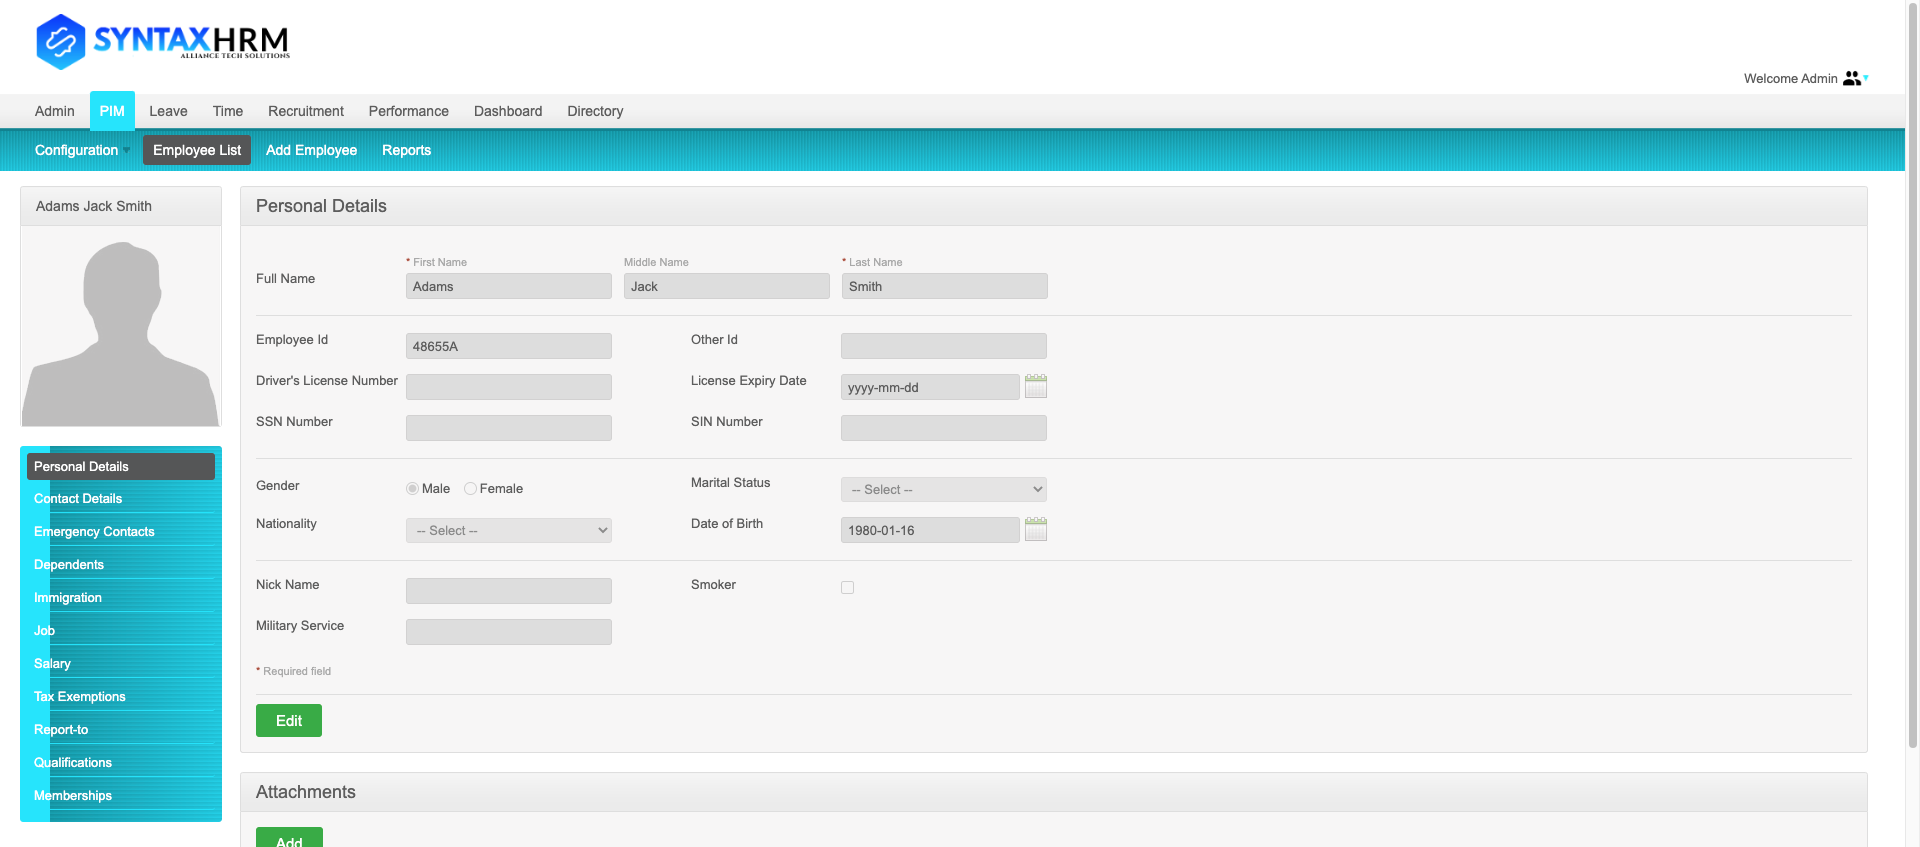 SYNTAXHRM
ALLIANCE TECH SOLUTIONS
Welcome Admin
Admin PIM Leave Time Recruitment Performance Dashboard Directory
Configuration Employee List Add Employee Reports
Adams Jack Smith
Personal Details
Contact Details
Emergency Contacts
Dependents
Immigration
Job
Salary
Tax Exemptions
Report-to
Qualifications
Memberships
Personal Details
* First Name Middle Name * Last Name
Full Name Adams Jack Smith
Employee Id 48655A Other Id
Driver's License Number License Expiry Date yyyy-mm-dd
SSN Number SIN Number
Gender Male Female Marital Status -- Select --
Nationality -- Select -- Date of Birth 1980-01-16
Nick Name Smoker
Military Service
* Required field
Edit
Attachments
Add